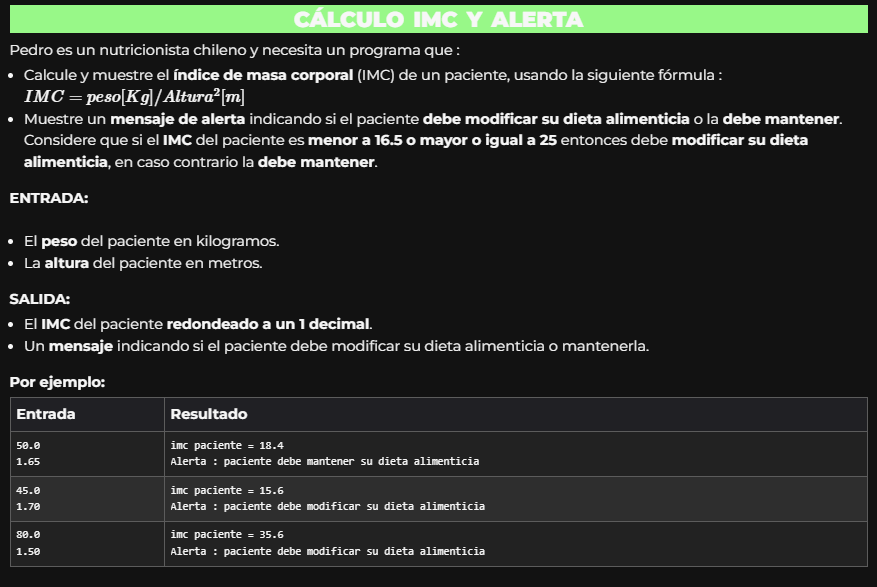 CÁLCULO IMC Y ALERTA
Pedro es un nutricionista chileno y necesita un programa que :
• Calcule y muestre el índice de masa corporal (IMC) de un paciente, usando la siguiente fórmula :
IMC = peso[Kg]/Altura²[m]
• Muestre un mensaje de alerta indicando si el paciente debe modificar su dieta alimenticia o la debe mantener.
Considere que si el IMC del paciente es menor a 16.5 o mayor o igual a 25 entonces debe modificar su dieta
alimenticia, en caso contrario la debe mantener.
ENTRADA:
• El peso del paciente en kilogramos.
• La altura del paciente en metros.
SALIDA:
• El IMC del paciente redondeado a un 1 decimal.
• Un mensaje indicando si el paciente debe modificar su dieta alimenticia o mantenerla.
Por ejemplo:
Entrada Resultado
50.0 imc paciente = 18.4
1.65 Alerta : paciente debe mantener su dieta alimenticia
45.0 imc paciente = 15.6
1.70 Alerta : paciente debe modificar su dieta alimenticia
80.0 imc paciente = 35.6
1.50 Alerta : paciente debe modificar su dieta alimenticia